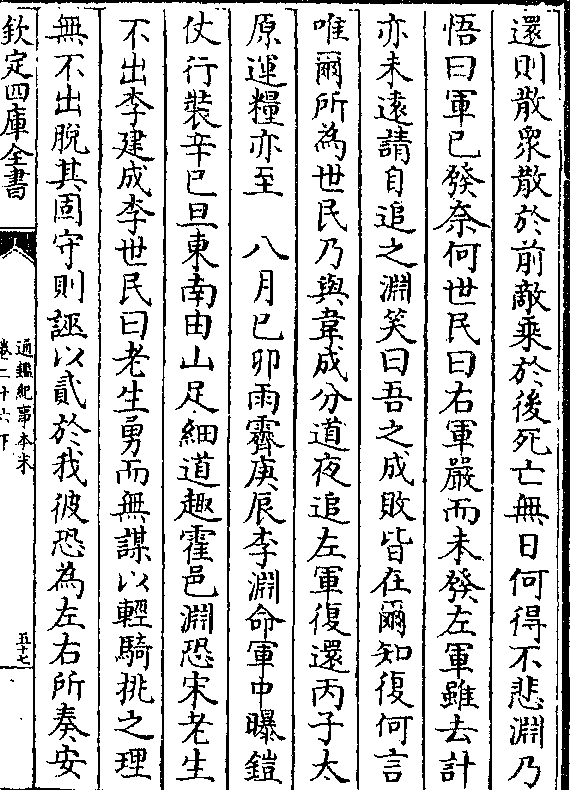 還則散衆散於前敵乘於後死亡無日何得不悲淵乃
悟曰軍已發奈何世民曰右軍嚴而未發左軍雖去計
亦未遠請自追之淵笑曰吾之成敗皆在爾知復何言
唯爾所為世民乃與韋成分道夜追左軍復還丙子太
原運糧亦至　八月己卯雨霽庚辰李淵命軍中曝鎧
仗行裝辛巳旦東南由山足細道趣霍邑淵恐宋老生
不出李建成李世民曰老生勇而無謀以輕騎挑之理
無不出脫其固守則誣以貳於我彼恐為左右所奏安
欽定四庫全書
通鑑紀事本末
卷二十六下
五十七